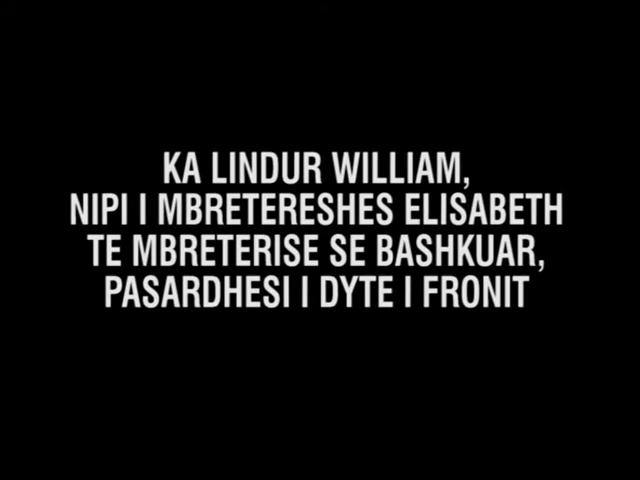 KA LINDUR WILLIAM,
NIPI I MBRETERESHES ELISABETH
TE MBRETERISE SE BASHKUAR,
PASARDHESI I DYTE I FRONIT